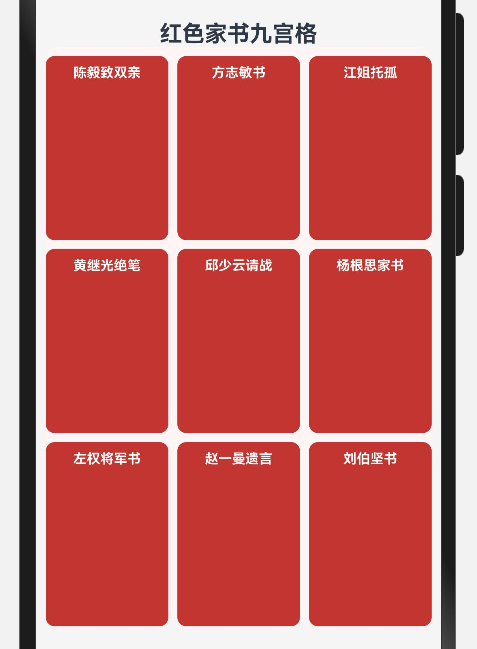 红色家书九宫格
陈毅致双亲
方志敏书
江姐托孤
黄继光绝笔
邱少云请战
杨根思家书
左权将军书
赵一曼遗言
刘伯坚书